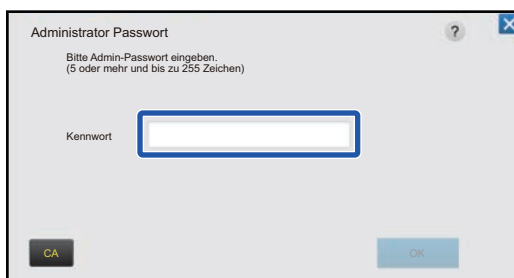 Administrator Passwort
?
Bitte Admin-Passwort eingeben.
(5 oder mehr und bis zu 255 Zeichen)
Kennwort
CA
OK